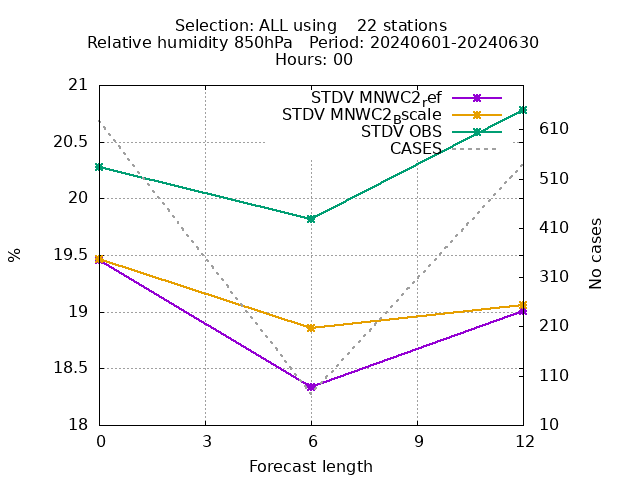 Selection: ALL using    22 stations
Relative humidity 850hPa   Period: 20240601-20240630
Hours: 00
STDV MNWC2ref
STDV MNWC2Bscale
STDV OBS
CASES
21
20.5
20
19.5
19
18.5
18
%
610
510
410
310
210
110
10
No cases
0 3 6 9 12
Forecast length